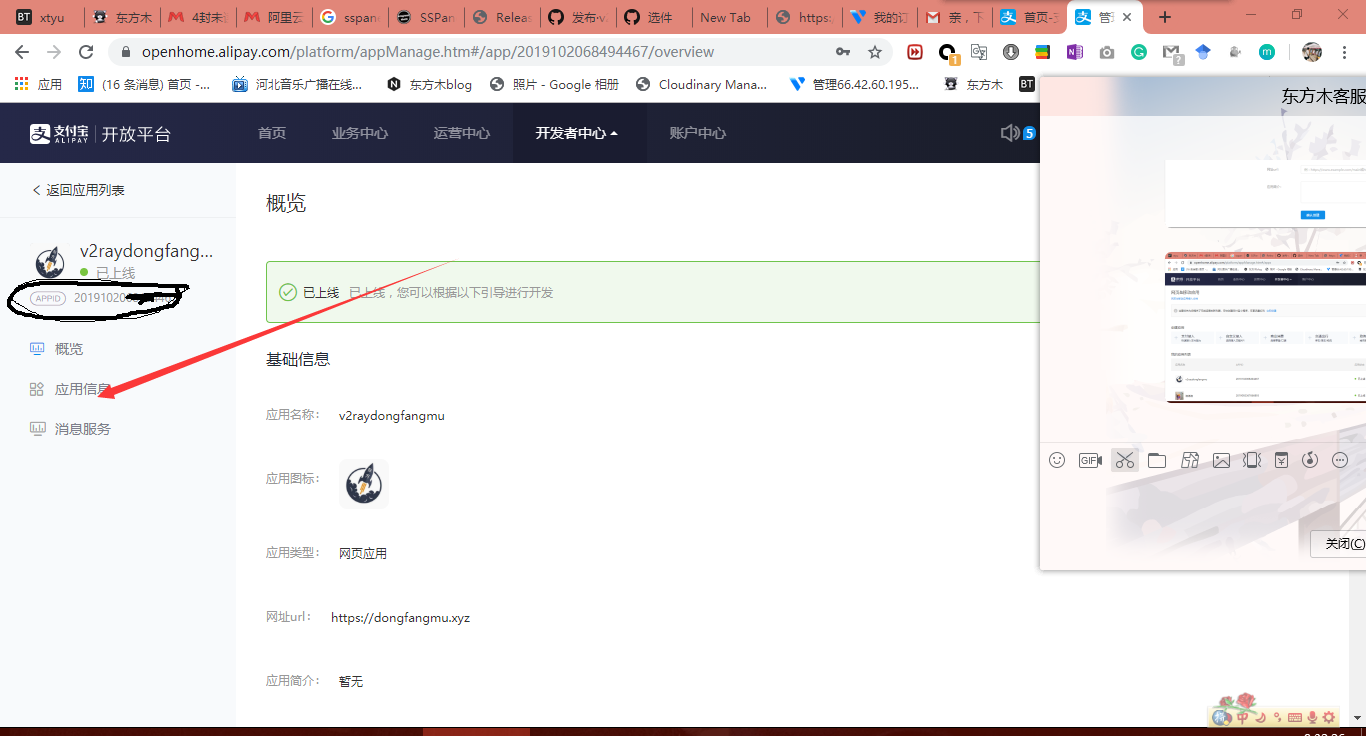 xtyu
东方木
4封未
阿里云
sspan
SSPan
Releas
发布·v
选件
New Tab
https:
我的订
亲，下
首页-
管
openhome.alipay.com/platform/appManage.htm#/app/2019102068494467/overview
应用
(16 条消息) 首页 -...
河北音乐广播在线...
东方木blog
照片 - Google 相册
Cloudinary Mana...
管理66.42.60.195...
东方木
BT
支付宝 ALIPAY 开放平台
首页
业务中心
运营中心
开发者中心
账户中心
5
东方木客服
返回应用列表
概览
v2raydongfang...
已上线
APPID 20191020
已上线 已上线，您可以根据以下引导进行开发
概览
应用信息
消息服务
基础信息
应用名称： v2raydongfangmu
应用图标：
应用类型： 网页应用
网址url： https://dongfangmu.xyz
应用简介： 暂无
GIF
关闭(C)
中